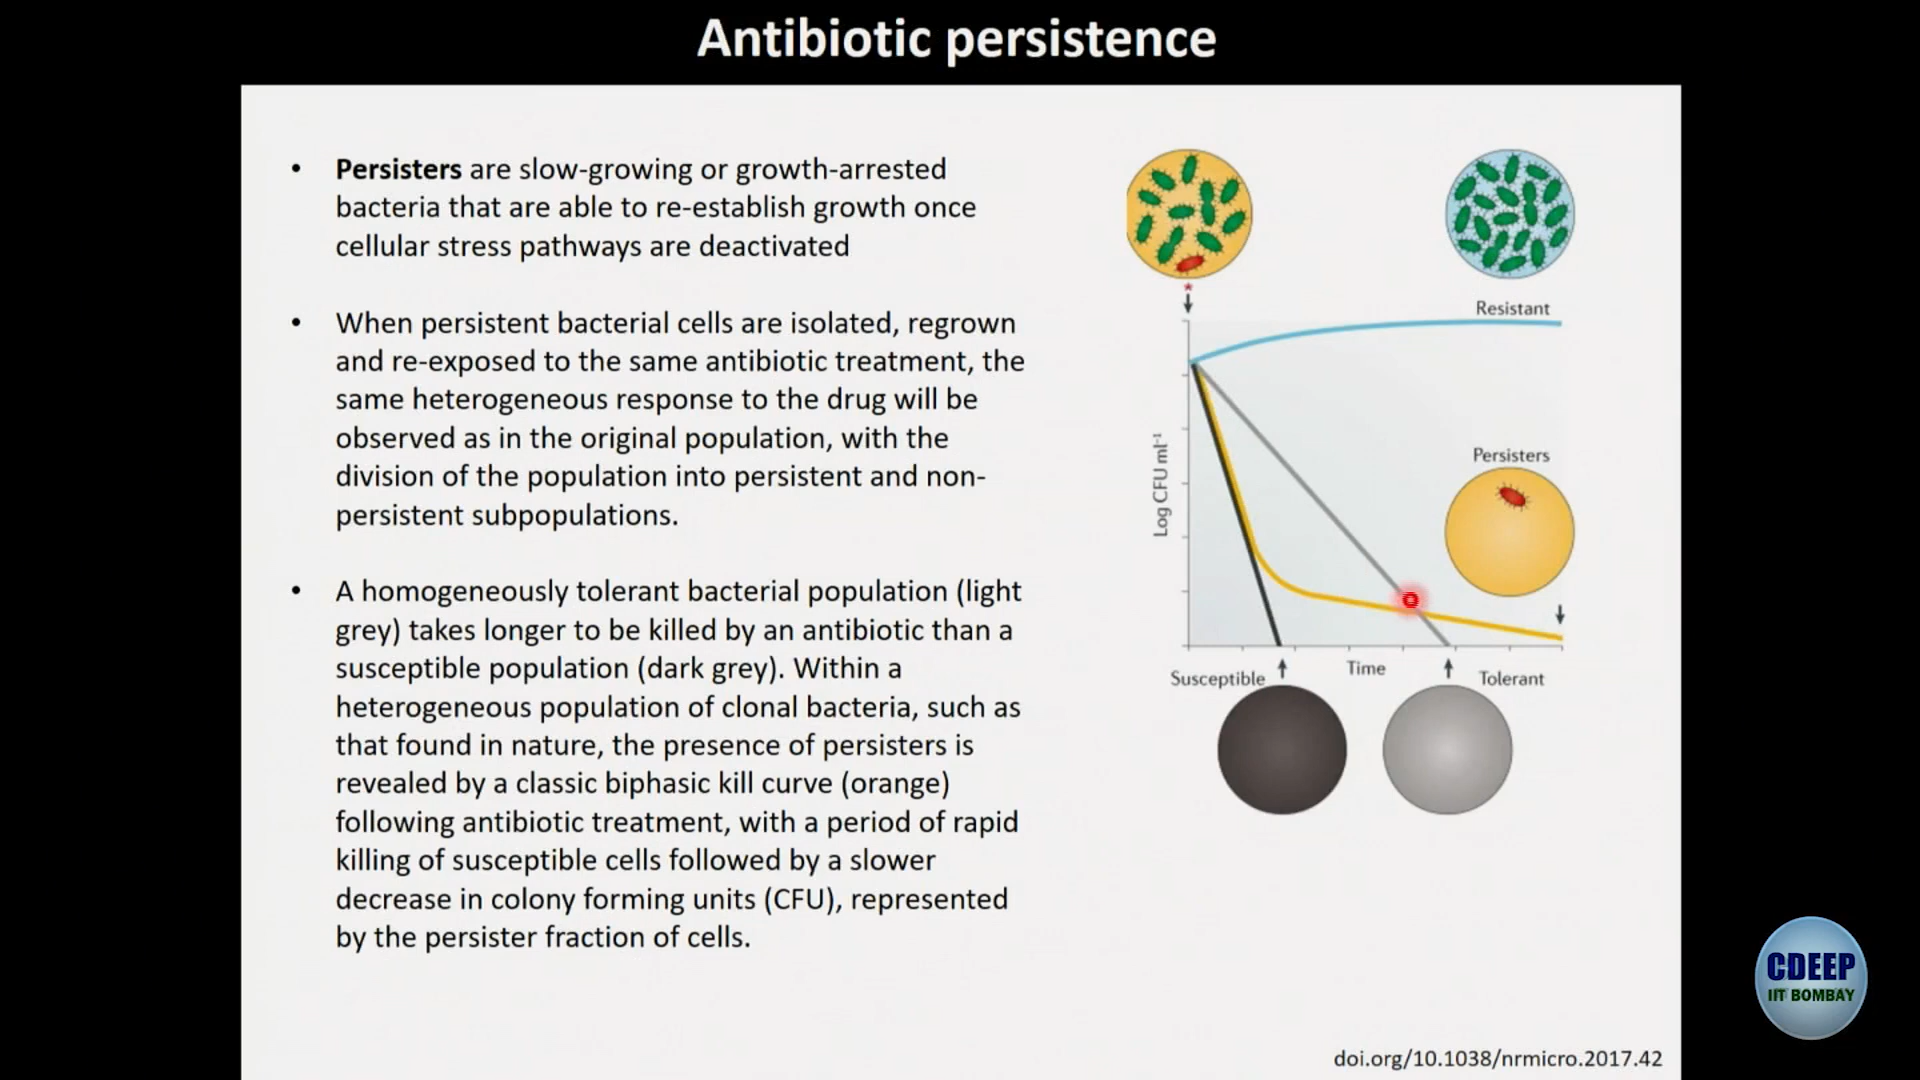 Antibiotic persistence
• Persisters are slow-growing or growth-arrested
bacteria that are able to re-establish growth once
cellular stress pathways are deactivated
• When persistent bacterial cells are isolated, regrown
and re-exposed to the same antibiotic treatment, the
same heterogeneous response to the drug will be
observed as in the original population, with the
division of the population into persistent and non-
persistent subpopulations.
• A homogeneously tolerant bacterial population (light
grey) takes longer to be killed by an antibiotic than a
susceptible population (dark grey). Within a
heterogeneous population of clonal bacteria, such as
that found in nature, the presence of persisters is
revealed by a classic biphasic kill curve (orange)
following antibiotic treatment, with a period of rapid
killing of susceptible cells followed by a slower
decrease in colony forming units (CFU), represented
by the persister fraction of cells.
*
Resistant
Persisters
Log CFU ml⁻¹
Time
Susceptible
Tolerant
CDEEP
IIT BOMBAY
doi.org/10.1038/nrmicro.2017.42